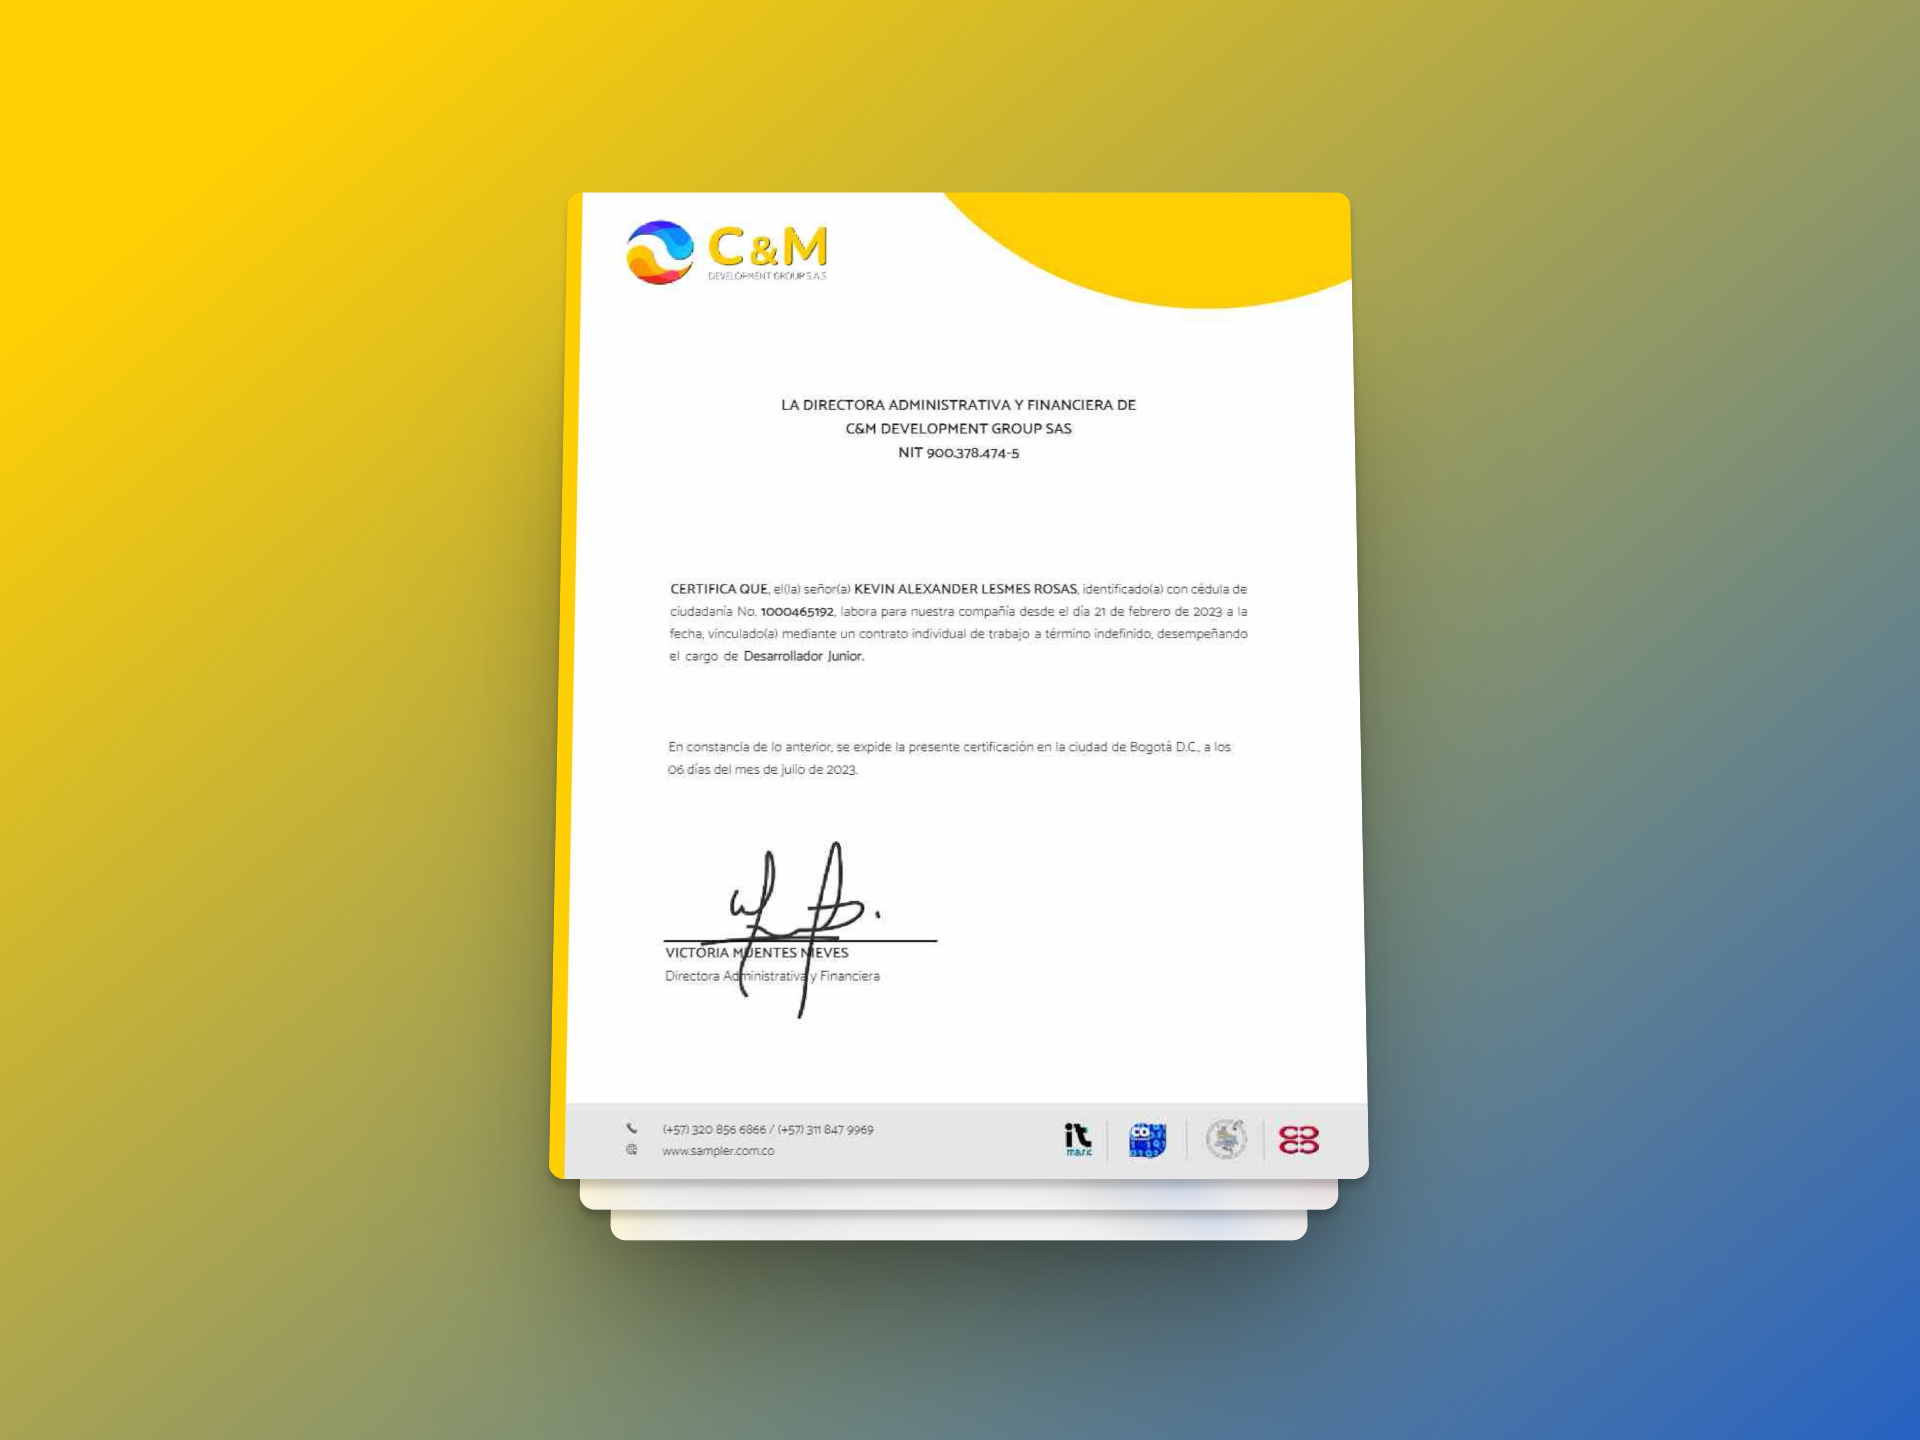 C&M
DEVELOPMENT GROUP S.A.S
LA DIRECTORA ADMINISTRATIVA Y FINANCIERA DE
C&M DEVELOPMENT GROUP SAS
NIT 900.378.474-5
CERTIFICA QUE, el(la) señor(a) KEVIN ALEXANDER LESMES ROSAS, identificado(a) con cédula de
ciudadanía No. 1000465192, labora para nuestra compañía desde el día 21 de febrero de 2023 a la
fecha, vinculado(a) mediante un contrato individual de trabajo a término indefinido, desempeñando
el cargo de Desarrollador Junior.
En constancia de lo anterior, se expide la presente certificación en la ciudad de Bogotá D.C., a los
06 días del mes de julio de 2023.
VICTORIA MUENTES NIEVES
Directora Administrativa y Financiera
(+57) 320 856 6866 / (+57) 311 847 9969
www.sampler.com.co
it
mark
CO